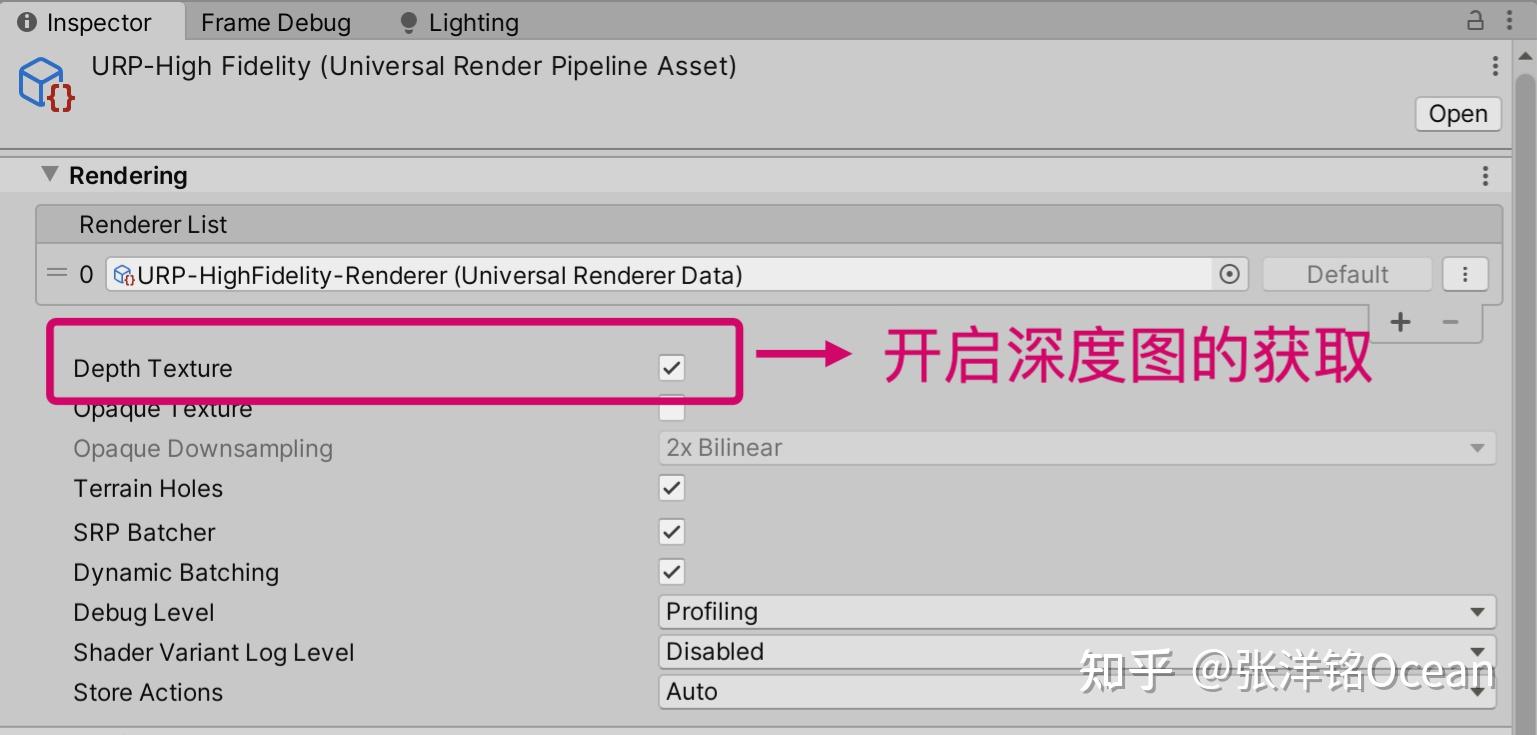 Inspector Frame Debug Lighting
URP-High Fidelity (Universal Render Pipeline Asset)
Open
Rendering
Renderer List
0 URP-HighFidelity-Renderer (Universal Renderer Data) Default
Depth Texture 开启深度图的获取
Opaque Texture
Opaque Downsampling 2x Bilinear
Terrain Holes
SRP Batcher
Dynamic Batching
Debug Level Profiling
Shader Variant Log Level Disabled
知乎 @张洋铭Ocean
Store Actions Auto